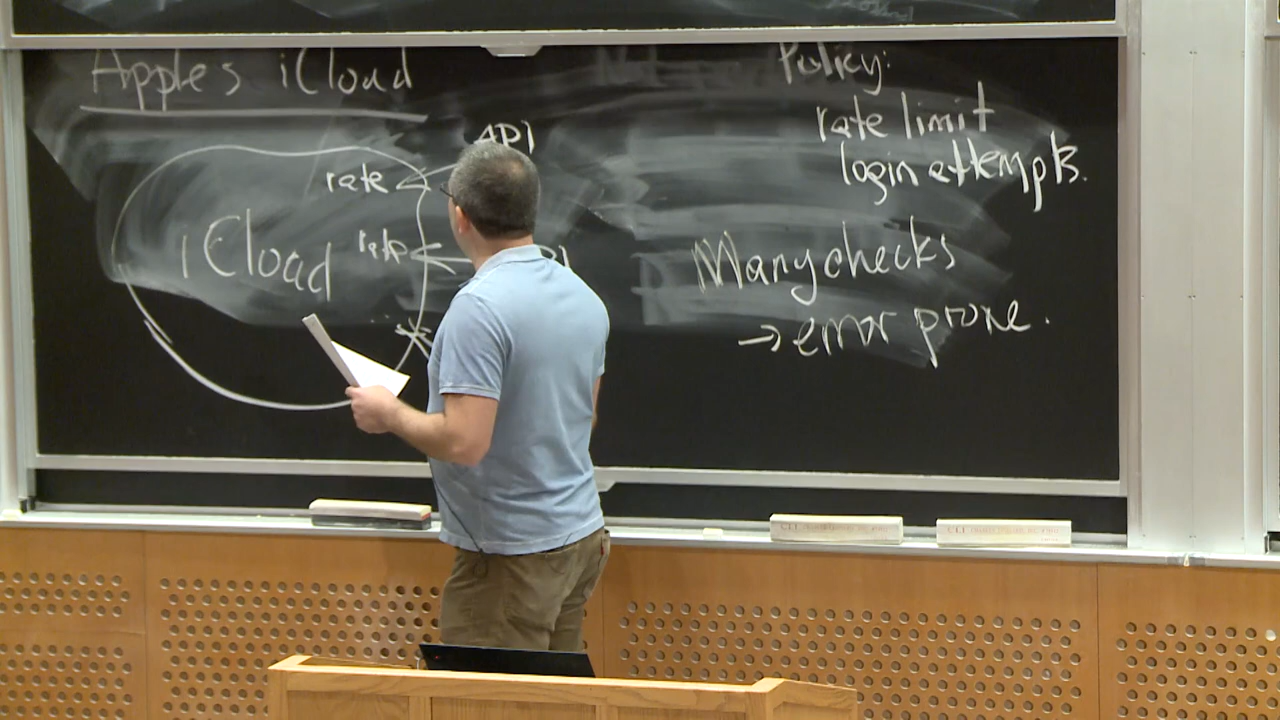 Apples iCloud
API
rate
iCloud
rate
Policy:
rate limit
login attempts.
Many checks
→ error prone.